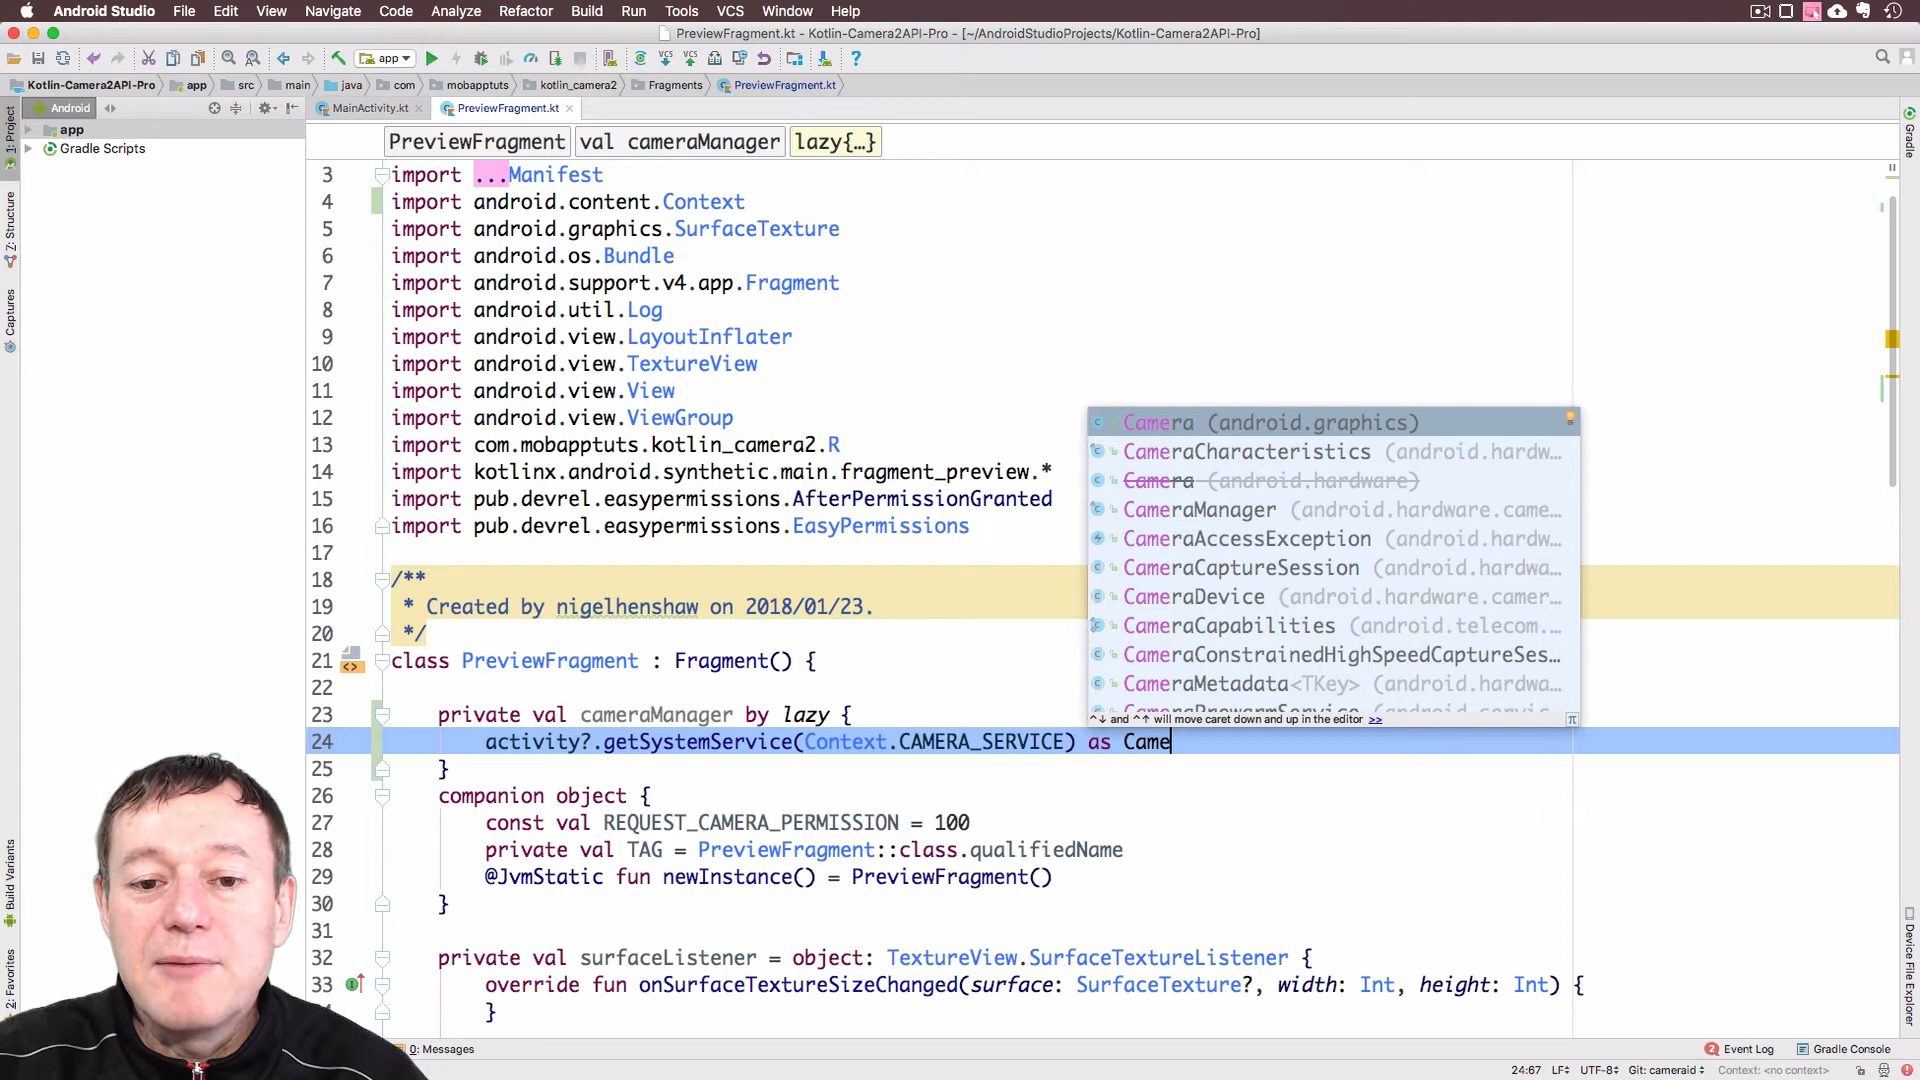 Android Studio File Edit View Navigate Code Analyze Refactor Build Run Tools VCS Window Help
PreviewFragment.kt - Kotlin-Camera2API-Pro - [~/AndroidStudioProjects/Kotlin-Camera2API-Pro]
app
Kotlin-Camera2API-Pro app src main java com mobapptuts kotlin_camera2 Fragments PreviewFragment.kt
Android MainActivity.kt PreviewFragment.kt
app
Gradle Scripts
1: Project
7: Structure
Captures
Build Variants
2: Favorites
Gradle
Device File Explorer
PreviewFragment val cameraManager lazy{...}
3 import ...Manifest
4 import android.content.Context
5 import android.graphics.SurfaceTexture
6 import android.os.Bundle
7 import android.support.v4.app.Fragment
8 import android.util.Log
9 import android.view.LayoutInflater
10 import android.view.TextureView
11 import android.view.View
12 import android.view.ViewGroup
13 import com.mobapptuts.kotlin_camera2.R
14 import kotlinx.android.synthetic.main.fragment_preview.*
15 import pub.devrel.easypermissions.AfterPermissionGranted
16 import pub.devrel.easypermissions.EasyPermissions
17
18 /**
19 * Created by nigelhenshaw on 2018/01/23.
20 */
21 class PreviewFragment : Fragment() {
22
23 private val cameraManager by lazy {
24 activity?.getSystemService(Context.CAMERA_SERVICE) as Came
25 }
26 companion object {
27 const val REQUEST_CAMERA_PERMISSION = 100
28 private val TAG = PreviewFragment::class.qualifiedName
29 @JvmStatic fun newInstance() = PreviewFragment()
30 }
31
32 private val surfaceListener = object: TextureView.SurfaceTextureListener {
33 override fun onSurfaceTextureSizeChanged(surface: SurfaceTexture?, width: Int, height: Int) {
}
Camera (android.graphics)
CameraCharacteristics (android.hardw...
Camera (android.hardware)
CameraManager (android.hardware.came...
CameraAccessException (android.hardw...
CameraCaptureSession (android.hardwa...
CameraDevice (android.hardware.camer...
CameraCapabilities (android.telecom....
CameraConstrainedHighSpeedCaptureSes...
CameraMetadata<TKey> (android.hardwa...
^↓ and ^↑ will move caret down and up in the editor >>
0: Messages 2 Event Log Gradle Console
24:67 LF÷ UTF-8÷ Git: cameraid÷ Context: <no context>